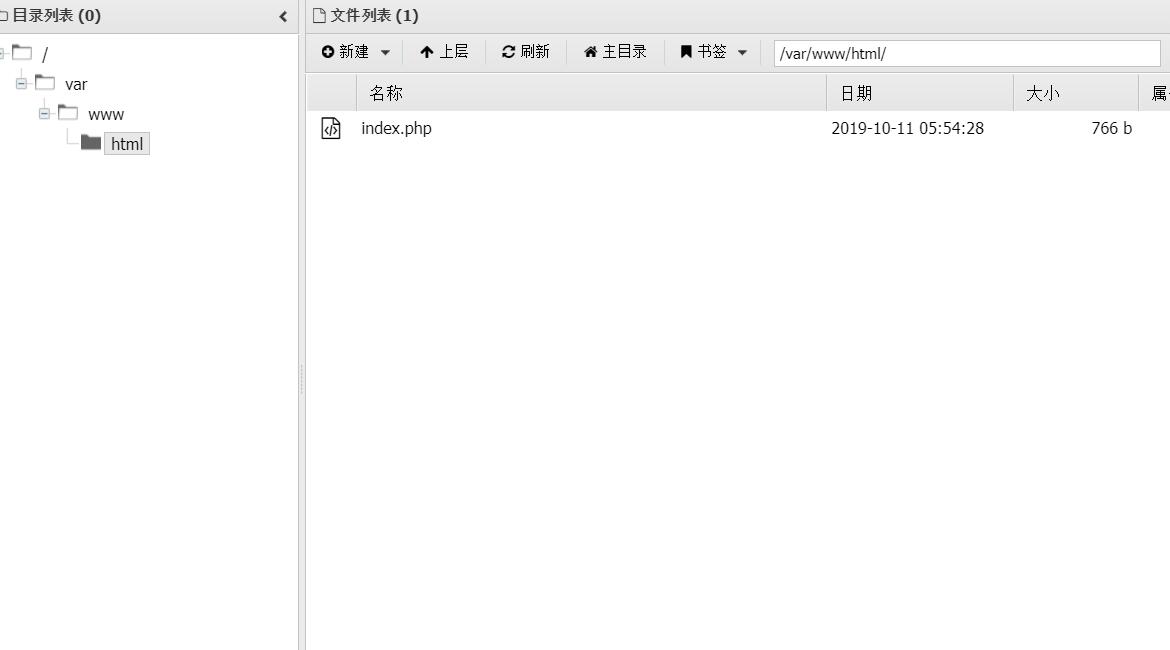 目录列表 (0)
/
var
www
html
文件列表 (1)
新建 上层 刷新 主目录 书签 /var/www/html/
名称 日期 大小
index.php 2019-10-11 05:54:28 766 b